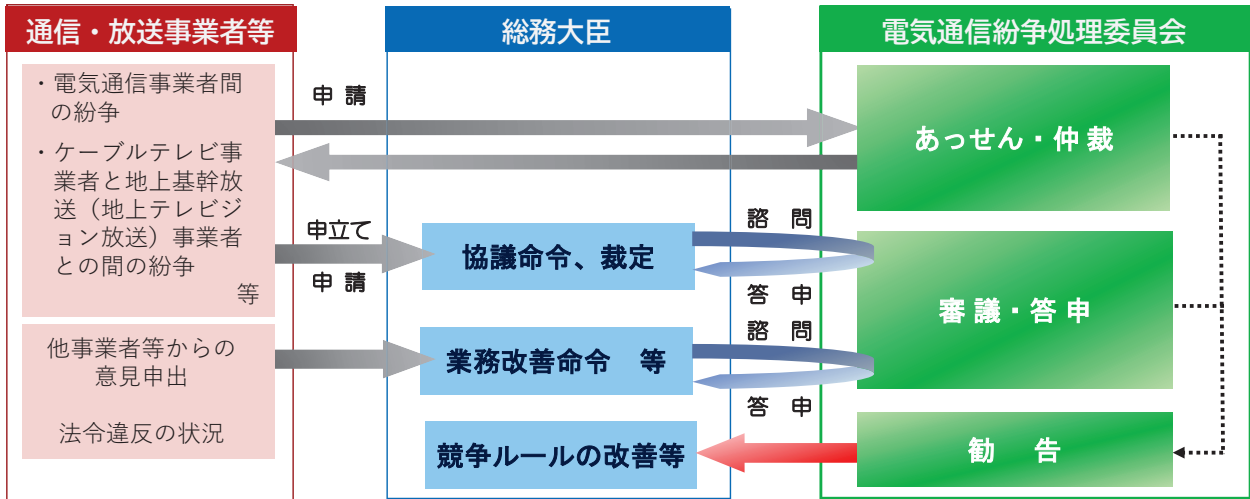 通信・放送事業者等
・電気通信事業者間
の紛争
・ケーブルテレビ事
業者と地上基幹放
送（地上テレビジ
ョン放送）事業者
との間の紛争
等
他事業者等からの
意見申出
法令違反の状況
申請
申立て
申請
総務大臣
協議命令、裁定
業務改善命令　等
競争ルールの改善等
諮問
答申
諮問
答申
電気通信紛争処理委員会
あっせん・仲裁
審議・答申
勧告